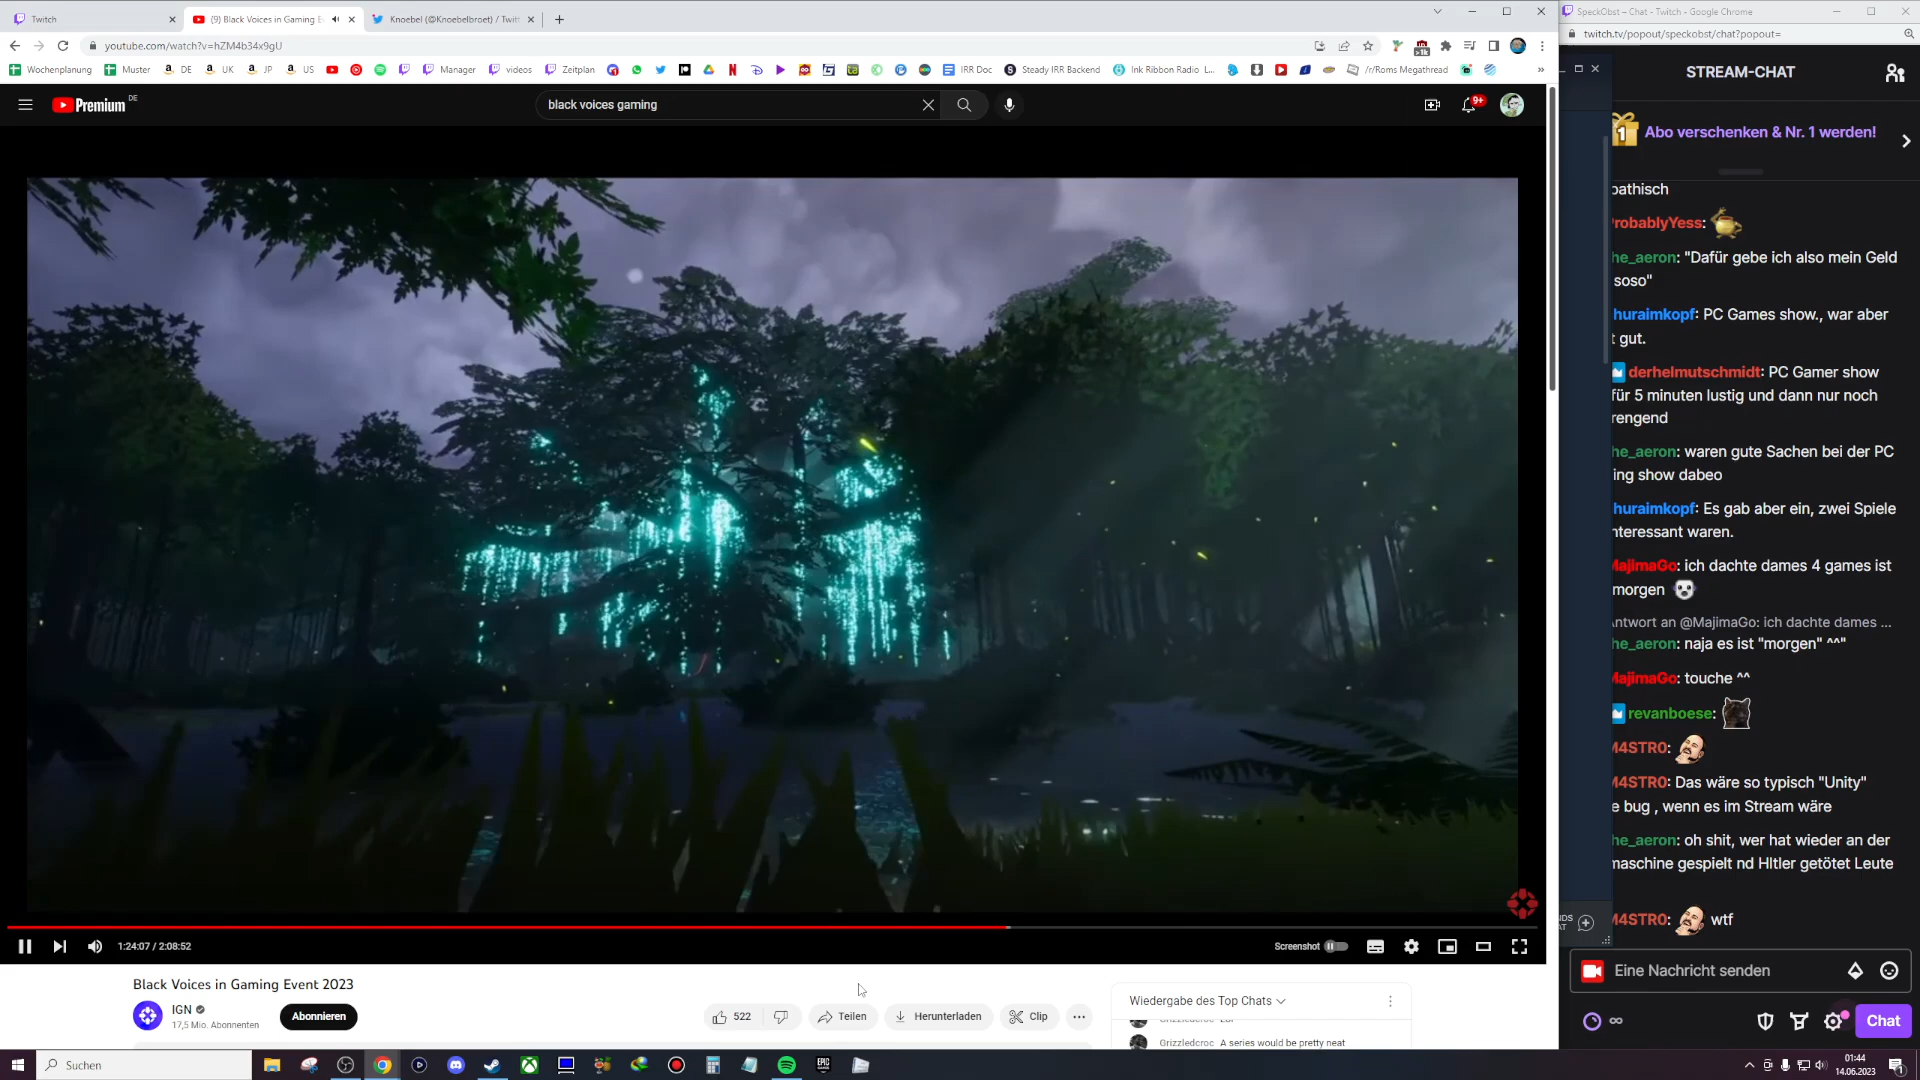 Twitch
(9) Black Voices in Gaming E
Knoebel (@Knoebelbroet) / Twitt
SpeckObst – Chat - Twitch - Google Chrome
youtube.com/watch?v=hZM4b34x9gU
twitch.tv/popout/speckobst/chat?popout=
Wochenplanung
Muster
DE
UK
JP
US
Manager
videos
Zeitplan
IRR Doc
Steady IRR Backend
Ink Ribbon Radio L...
/r/Roms Megathread
»
Premium DE
black voices gaming
9+
STREAM-CHAT
1 Abo verschenken & Nr. 1 werden!
pathisch
robablyYess:
he_aeron: "Dafür gebe ich also mein Geld
soso"
huraimkopf: PC Games show., war aber
t gut.
derhelmutschmidt: PC Gamer show
für 5 minuten lustig und dann nur noch
rengend
he_aeron: waren gute Sachen bei der PC
ing show dabeo
huraimkopf: Es gab aber ein, zwei Spiele
nteressant waren.
MajimaGo: ich dachte dames 4 games ist
morgen
Antwort an @MajimaGo: ich dachte dames ...
he_aeron: naja es ist "morgen" ^^"
MajimaGo: touche ^^
revanboese:
M4STR0:
M4STR0: Das wäre so typisch "Unity"
e bug , wenn es im Stream wäre
he_aeron: oh shit, wer hat wieder an der
maschine gespielt nd HItler getötet Leute
M4STR0: wtf
Eine Nachricht senden
Chat
1:24:07 / 2:08:52
Screenshot
Black Voices in Gaming Event 2023
IGN
17,5 Mio. Abonnenten
Abonnieren
522
Teilen
Herunterladen
Clip
Wiedergabe des Top Chats
Grizzledcroc
Grizzledcroc A series would be pretty neat
Suchen
01:44
14.06.2023